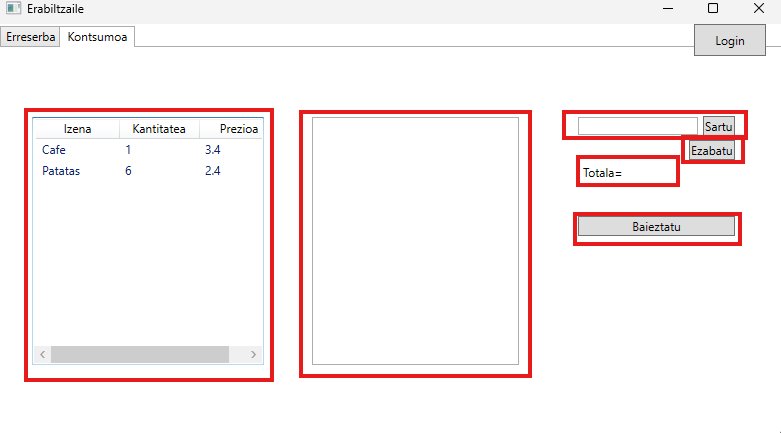 Erabiltzaile
Erreserba Kontsumoa
Login
Izena Kantitatea Prezioa
Cafe 1 3.4
Patatas 6 2.4
Sartu
Ezabatu
Totala=
Baieztatu